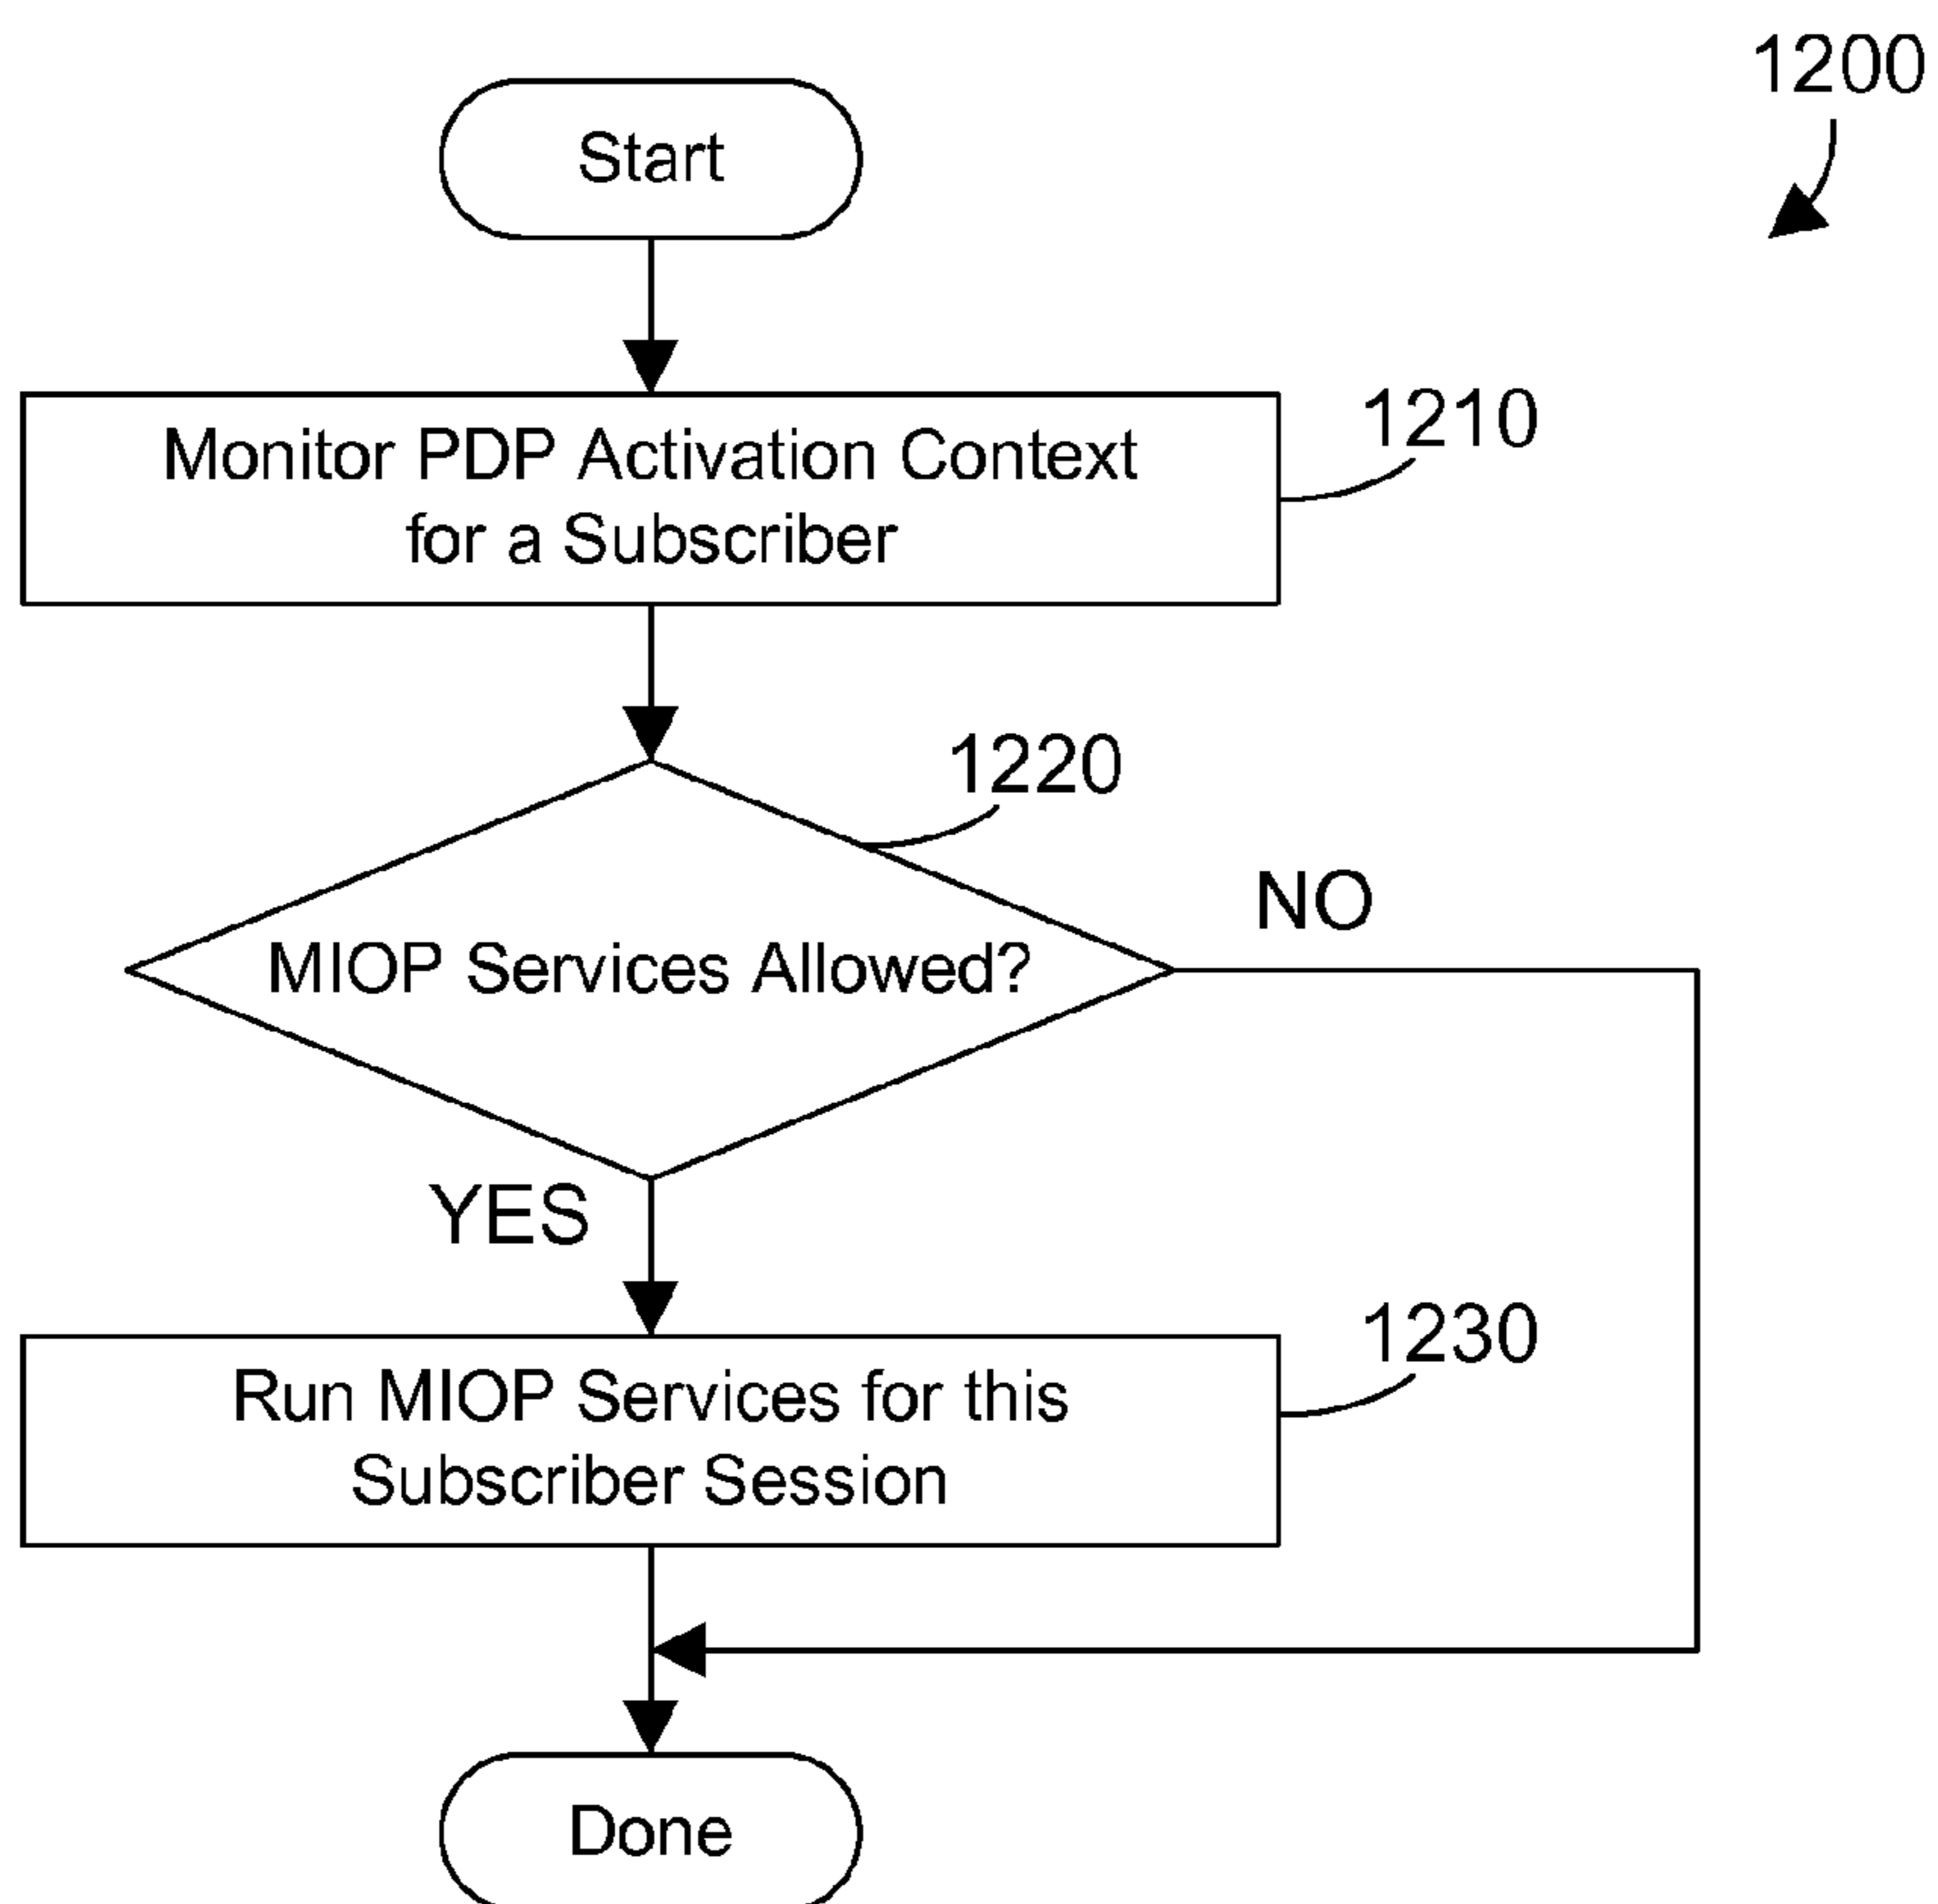 1200
Start
Monitor PDP Activation Context
for a Subscriber
1210
1220
MIOP Services Allowed?
NO
YES
Run MIOP Services for this
Subscriber Session
1230
Done